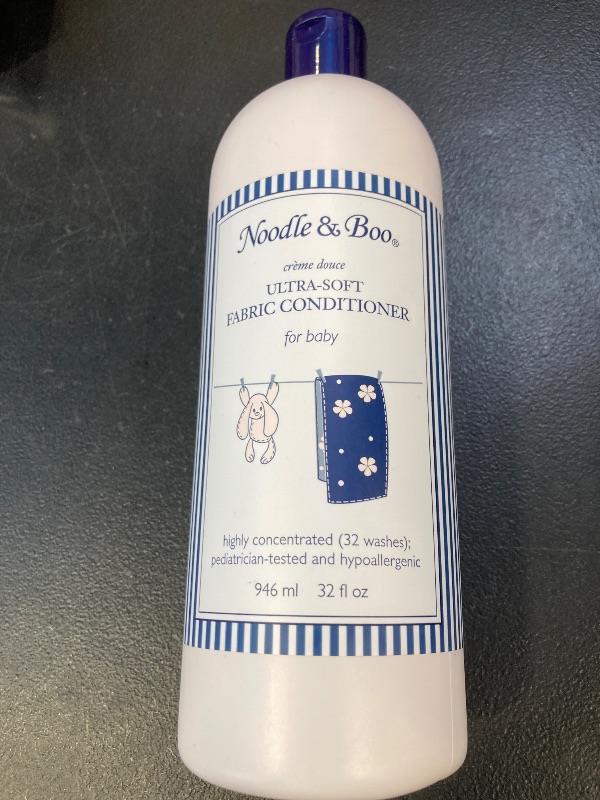 Noodle & Boo®
crème douce
ULTRA-SOFT
FABRIC CONDITIONER
for baby
highly concentrated (32 washes);
pediatrician-tested and hypoallergenic
946 ml 32 fl oz